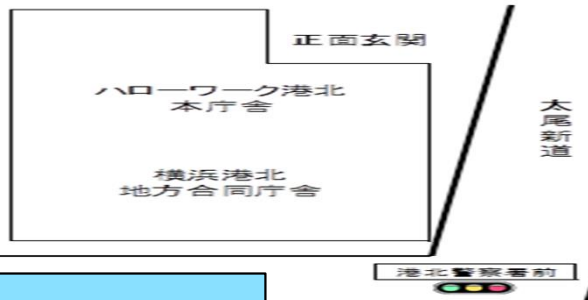 正面玄関
ハローワーク港北
本庁舎
横浜港北
地方合同庁舎
太尾新道
港北警察署前